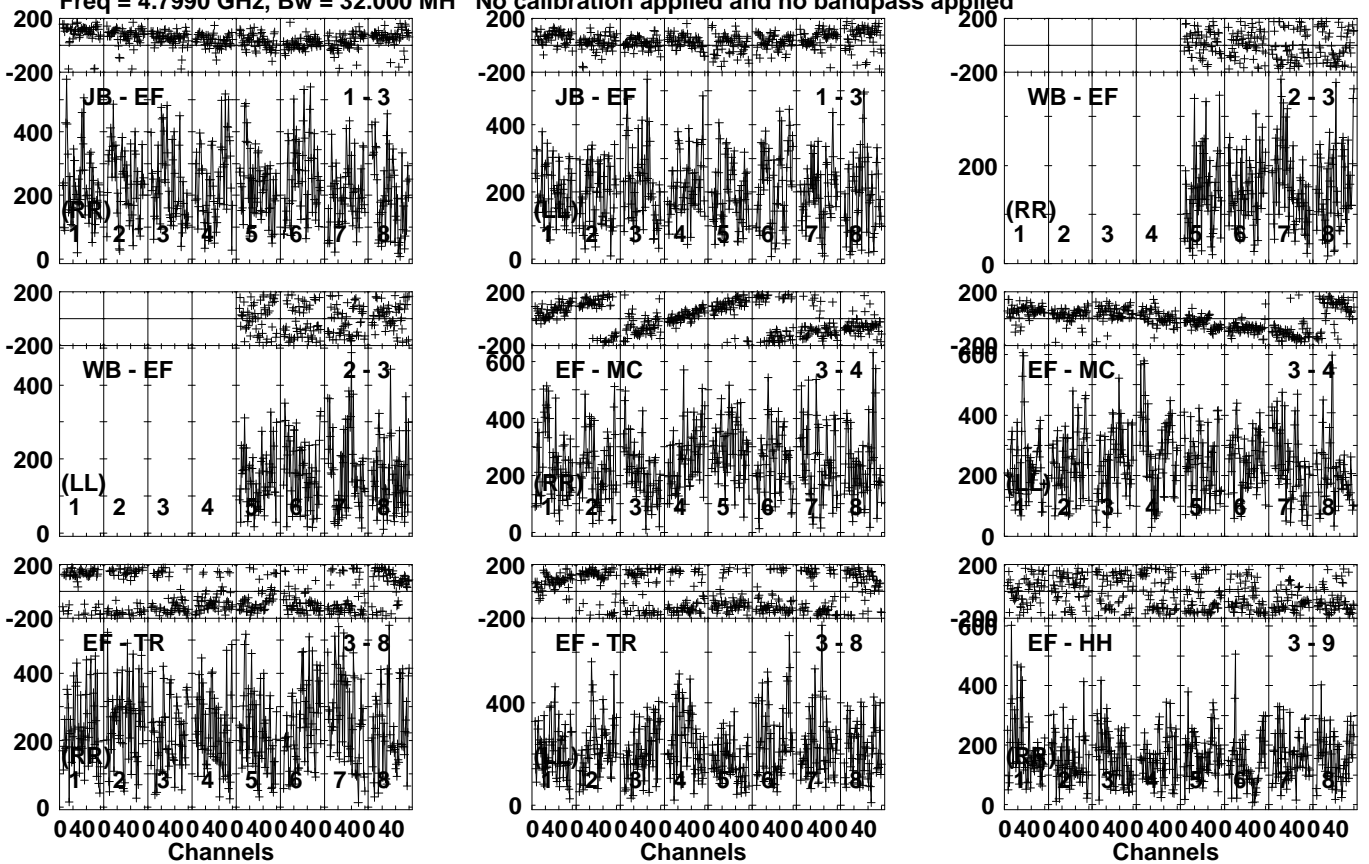 Freq = 4.7990 GHz, Bw = 32.000 MH No calibration applied and no bandpass applied
200
-200
JB - EF 1 - 3
400
200
(RR)
1 2 3 4 5 6 7 8
0
200
-200
JB - EF 1 - 3
400
200
(LL)
1 2 3 4 5 6 7 8
0
200
-200
WB - EF 2 - 3
200
(RR)
1 2 3 4 5 6 7 8
0
200
-200
WB - EF 2 - 3
400
200
(LL)
1 2 3 4 5 6 7 8
0
200
-200
600
EF - MC 3 - 4
400
200
(RR)
1 2 3 4 5 6 7 8
0
200
-200
600
EF - MC 3 - 4
400
200
(LL)
1 2 3 4 5 6 7 8
0
200
-200
EF - TR 3 - 8
400
200
(RR)
1 2 3 4 5 6 7 8
0
0 40 0 40 0 40 0 40 0 40 0 40 0 40 0 40
Channels
200
-200
EF - TR 3 - 8
400
(LL)
1 2 3 4 5 6 7 8
0
0 40 0 40 0 40 0 40 0 40 0 40 0 40 0 40
Channels
200
-200
600
EF - HH 3 - 9
400
200
(RR)
1 2 3 4 5 6 7 8
0
0 40 0 40 0 40 0 40 0 40 0 40 0 40 0 40
Channels